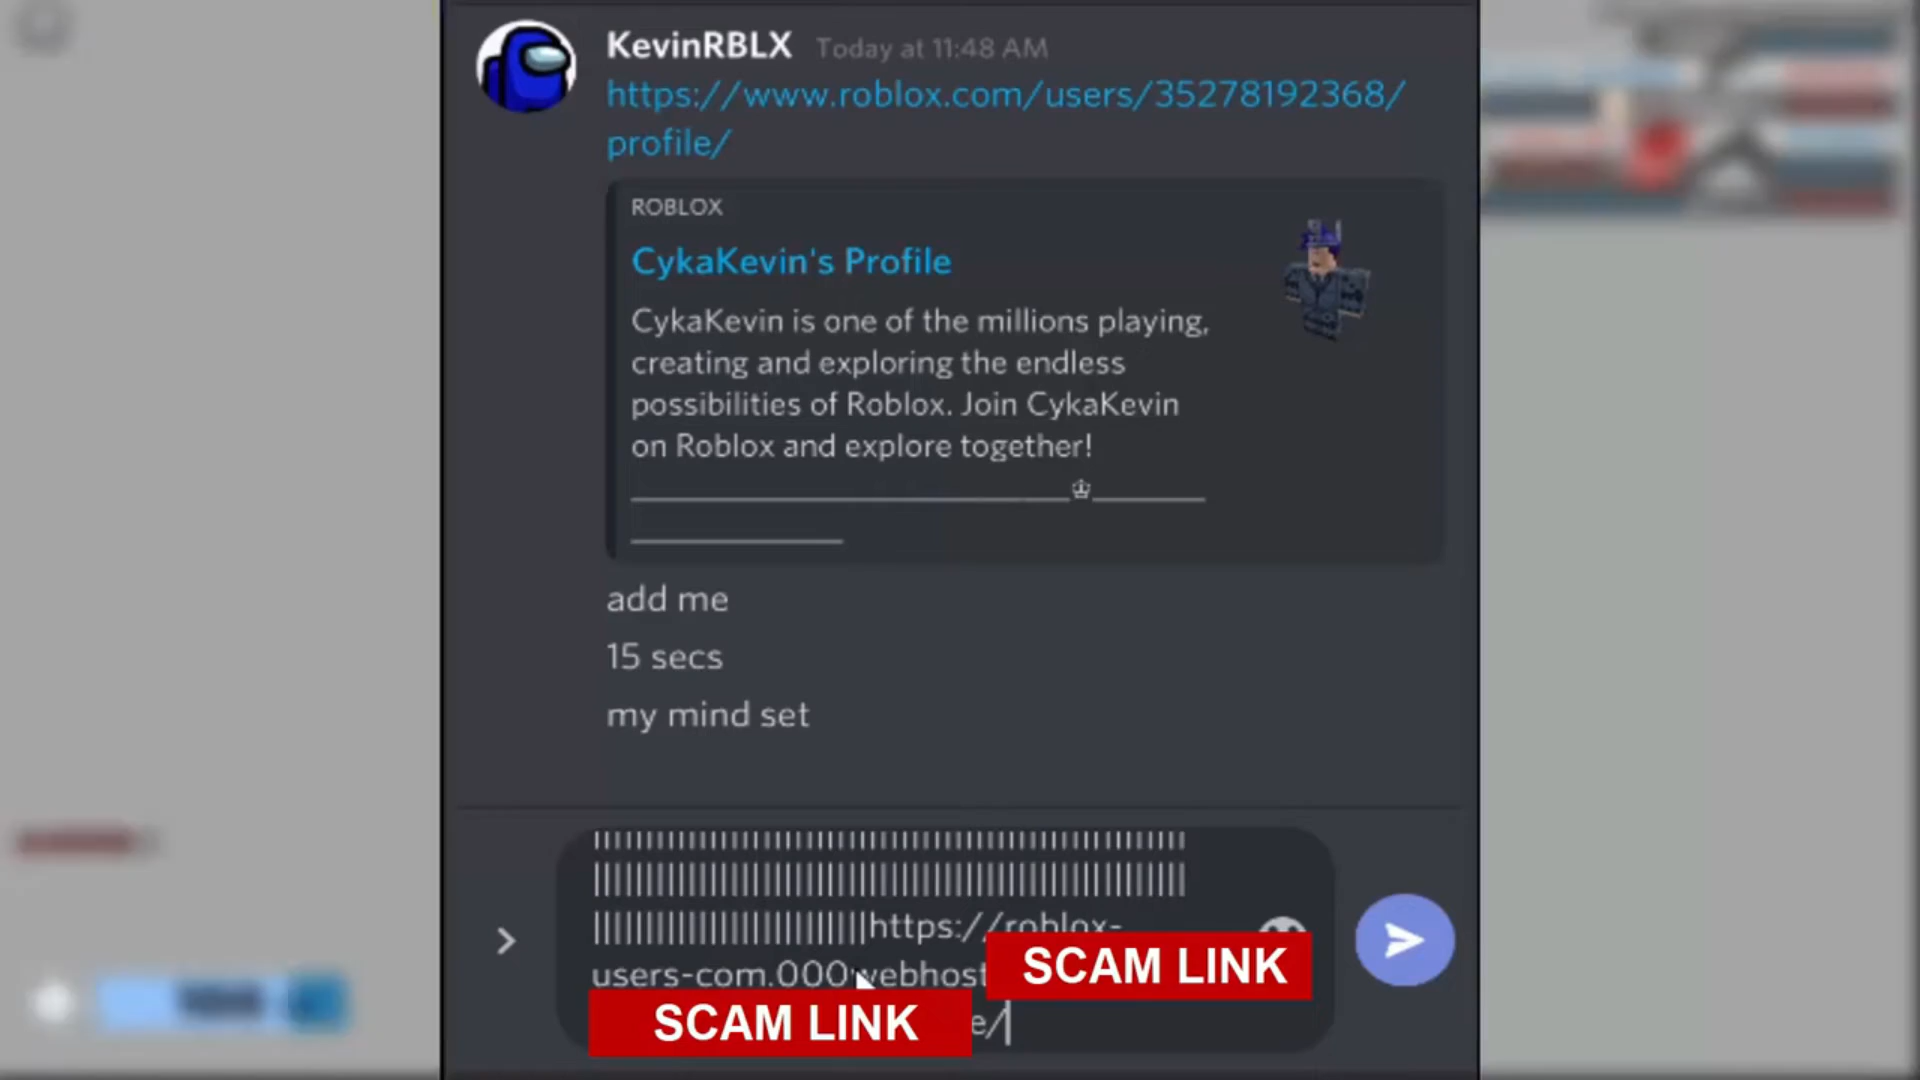 KevinRBLX Today at 11:48 AM
https://www.roblox.com/users/35278192368/
profile/
ROBLOX
CykaKevin's Profile
CykaKevin is one of the millions playing,
creating and exploring the endless
possibilities of Roblox. Join CykaKevin
on Roblox and explore together!
add me
15 secs
my mind set
https://roblox-
users-com.000webhost
SCAM LINK
SCAM LINK
e/